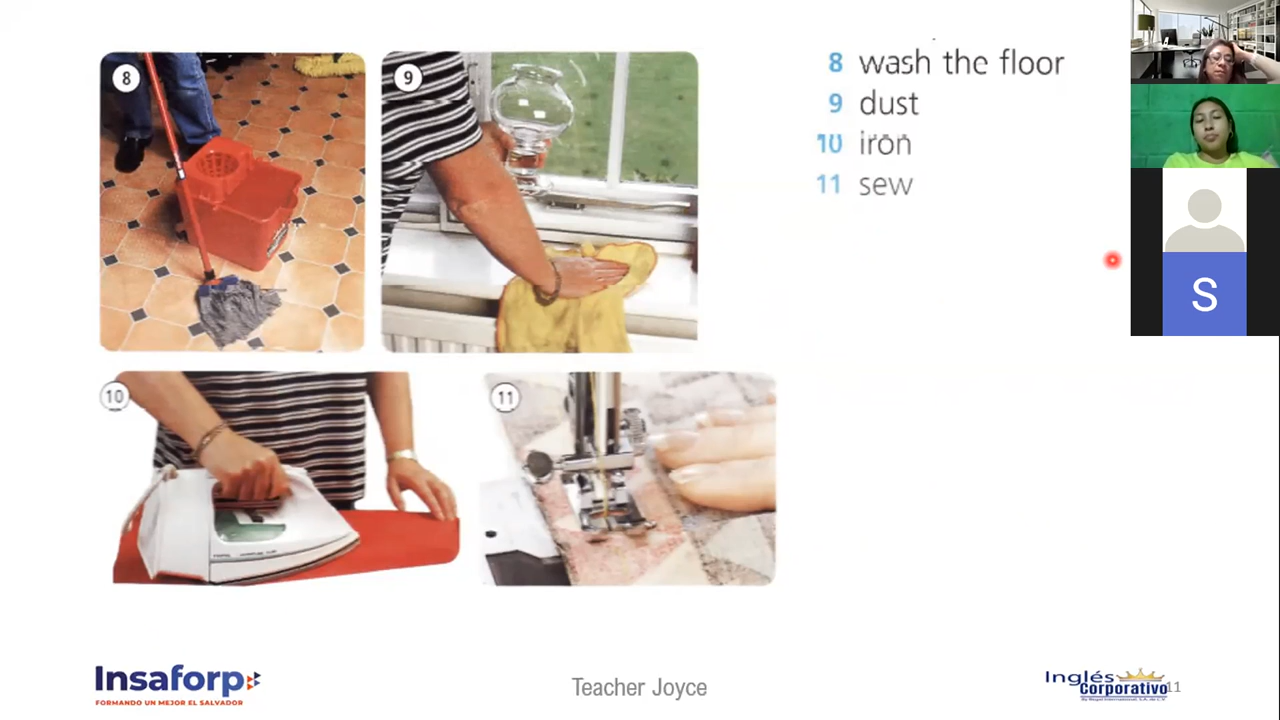 8
9
8 wash the floor
9 dust
10 iron
11 sew
S
10
11
Insaforp
FORMANDO UN MEJOR EL SALVADOR
Teacher Joyce
Inglés
Corporativo
11